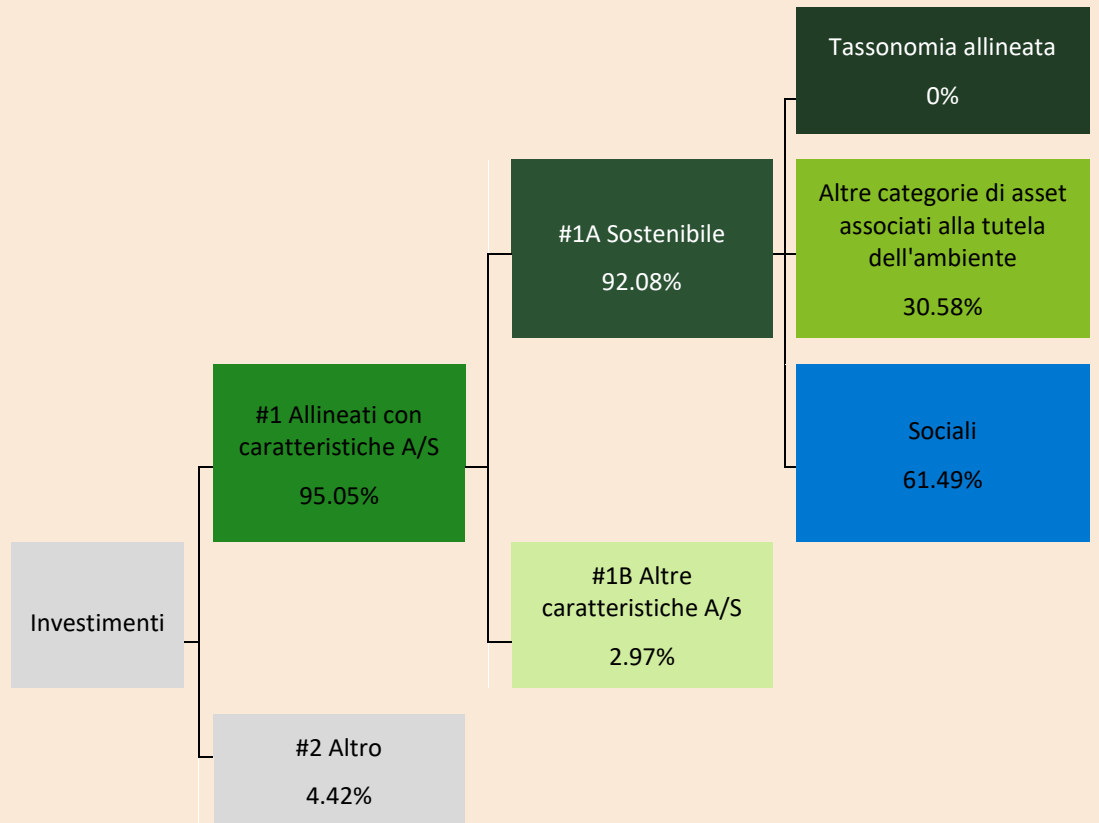 Tassonomia allineata
0%
#1A Sostenibile
92.08%
Altre categorie di asset
associati alla tutela
dell'ambiente
30.58%
#1 Allineati con
caratteristiche A/S
95.05%
Sociali
61.49%
Investimenti
#1B Altre
caratteristiche A/S
2.97%
#2 Altro
4.42%